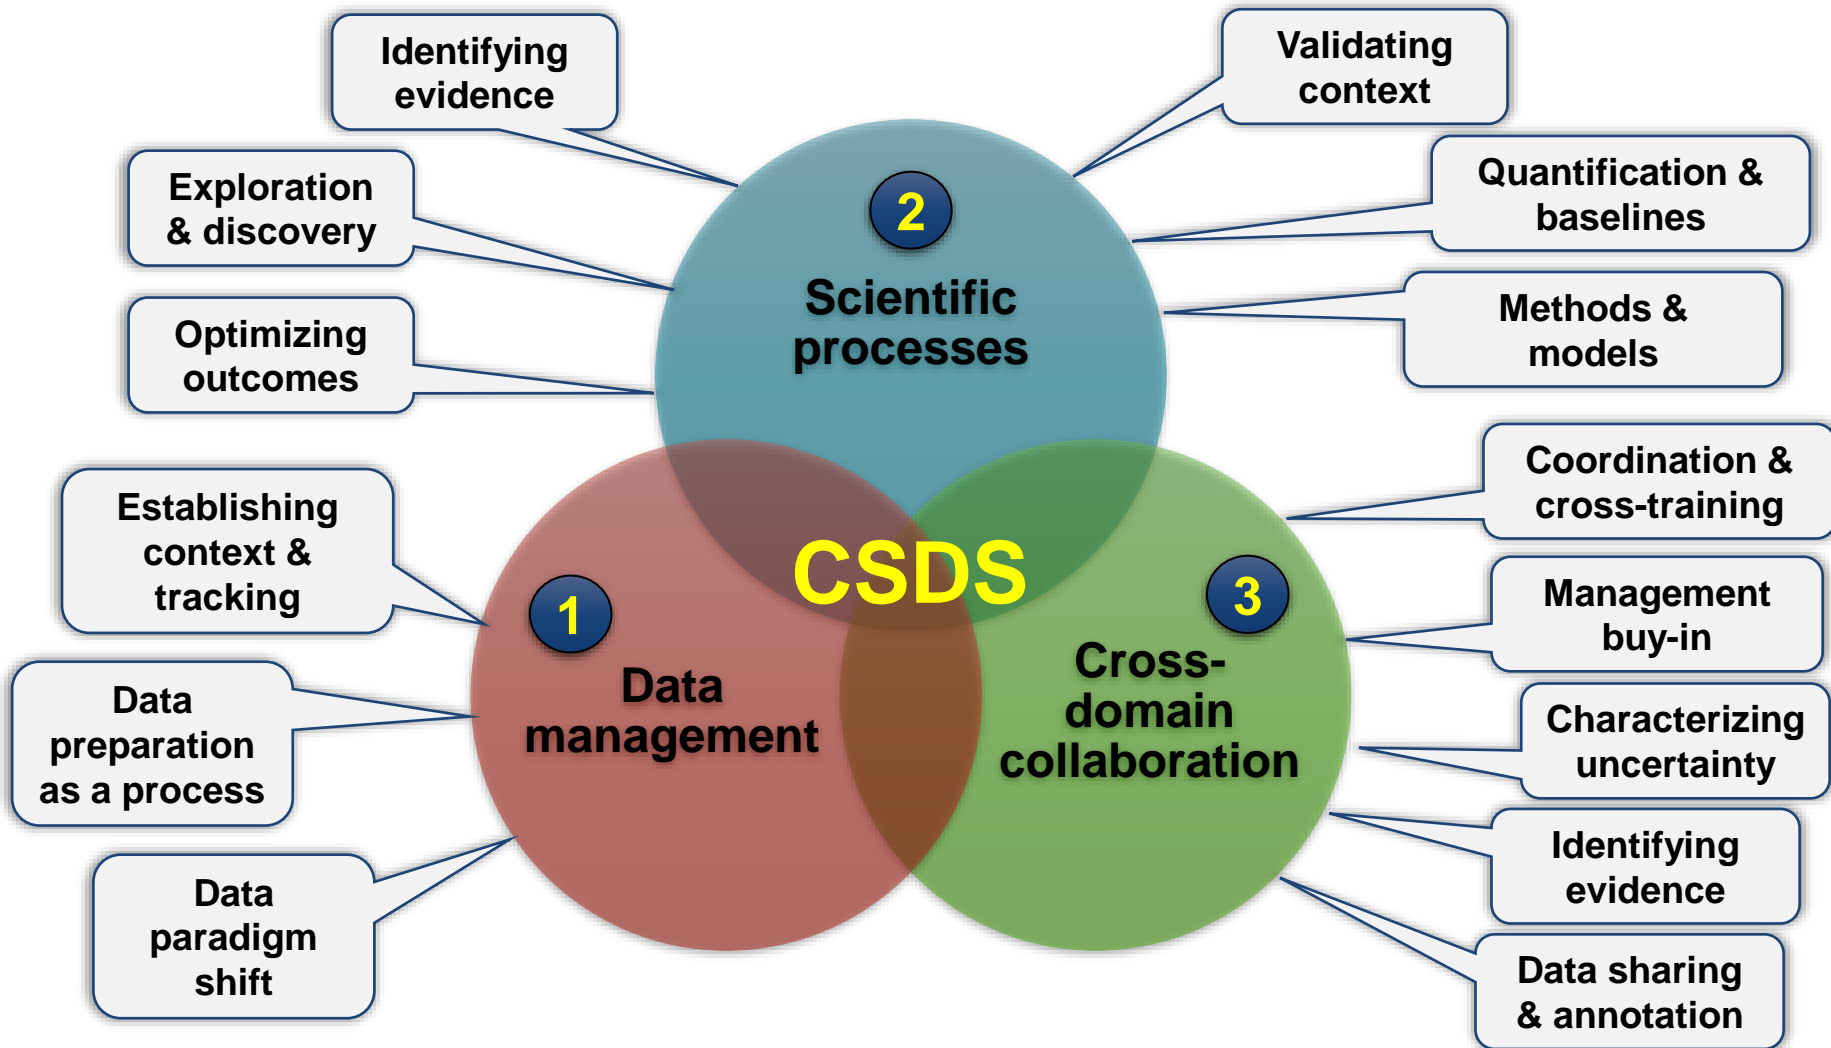 Identifying
evidence
Validating
context
Exploration
& discovery
Quantification &
baselines
Optimizing
outcomes
Methods &
models
2
Scientific
processes
Establishing
context &
tracking
Coordination &
cross-training
CSDS
1
Data
management
3
Cross-
domain
collaboration
Management
buy-in
Data
preparation
as a process
Characterizing
uncertainty
Data
paradigm
shift
Identifying
evidence
Data sharing
& annotation